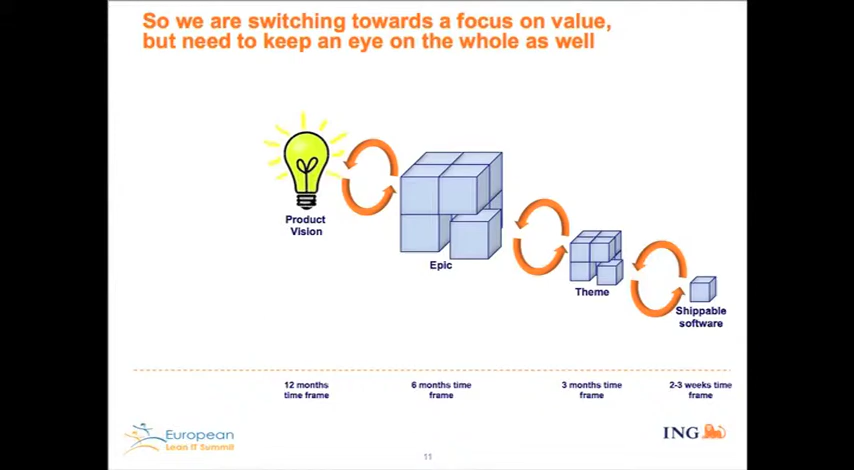 So we are switching towards a focus on value,
but need to keep an eye on the whole as well
Product
Vision
Epic
Theme
Shippable
software
12 months
time frame
6 months time
frame
3 months time
frame
2-3 weeks time
frame
European
Lean IT Summit
11
ING